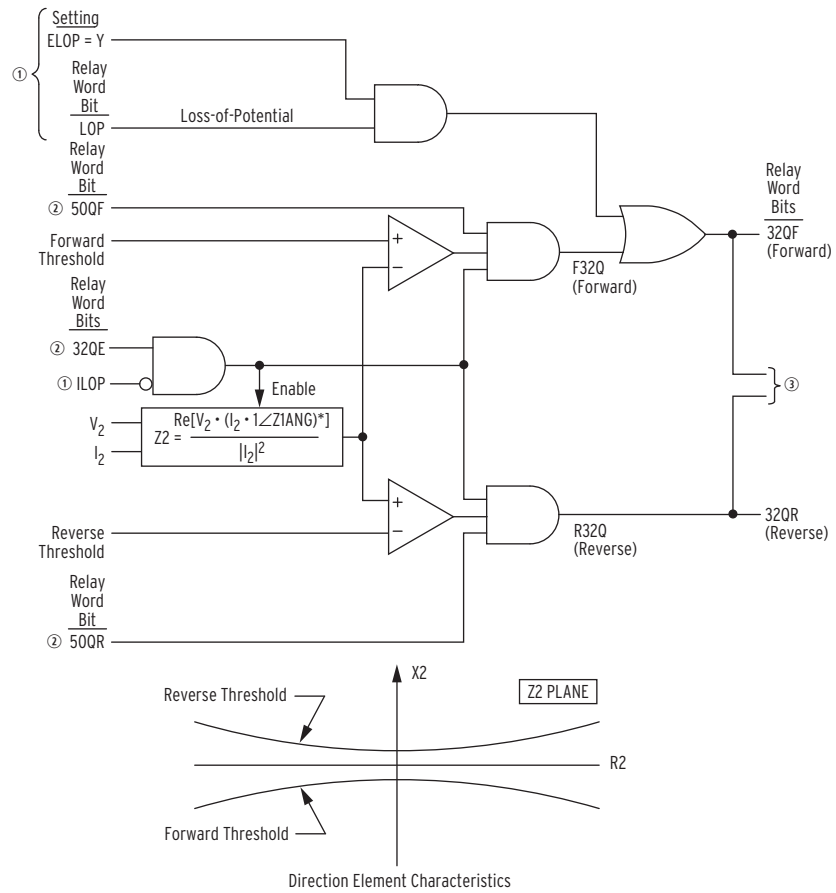 Setting
ELOP = Y
①
Relay
Word
Bit
LOP
Loss-of-Potential
Relay
Word
Bit
② 50QF
Forward
Threshold
+
−
F32Q
(Forward)
Relay
Word
Bits
32QF
(Forward)
Relay
Word
Bits
② 32QE
① ILOP
Enable
③
V2
I2
Z2 = Re[V2 • (I2 • 1∠Z1ANG)*]
|I2|²
+
−
R32Q
(Reverse)
32QR
(Reverse)
Reverse
Threshold
Relay
Word
Bit
② 50QR
X2
Z2 PLANE
Reverse Threshold
R2
Forward Threshold
Direction Element Characteristics